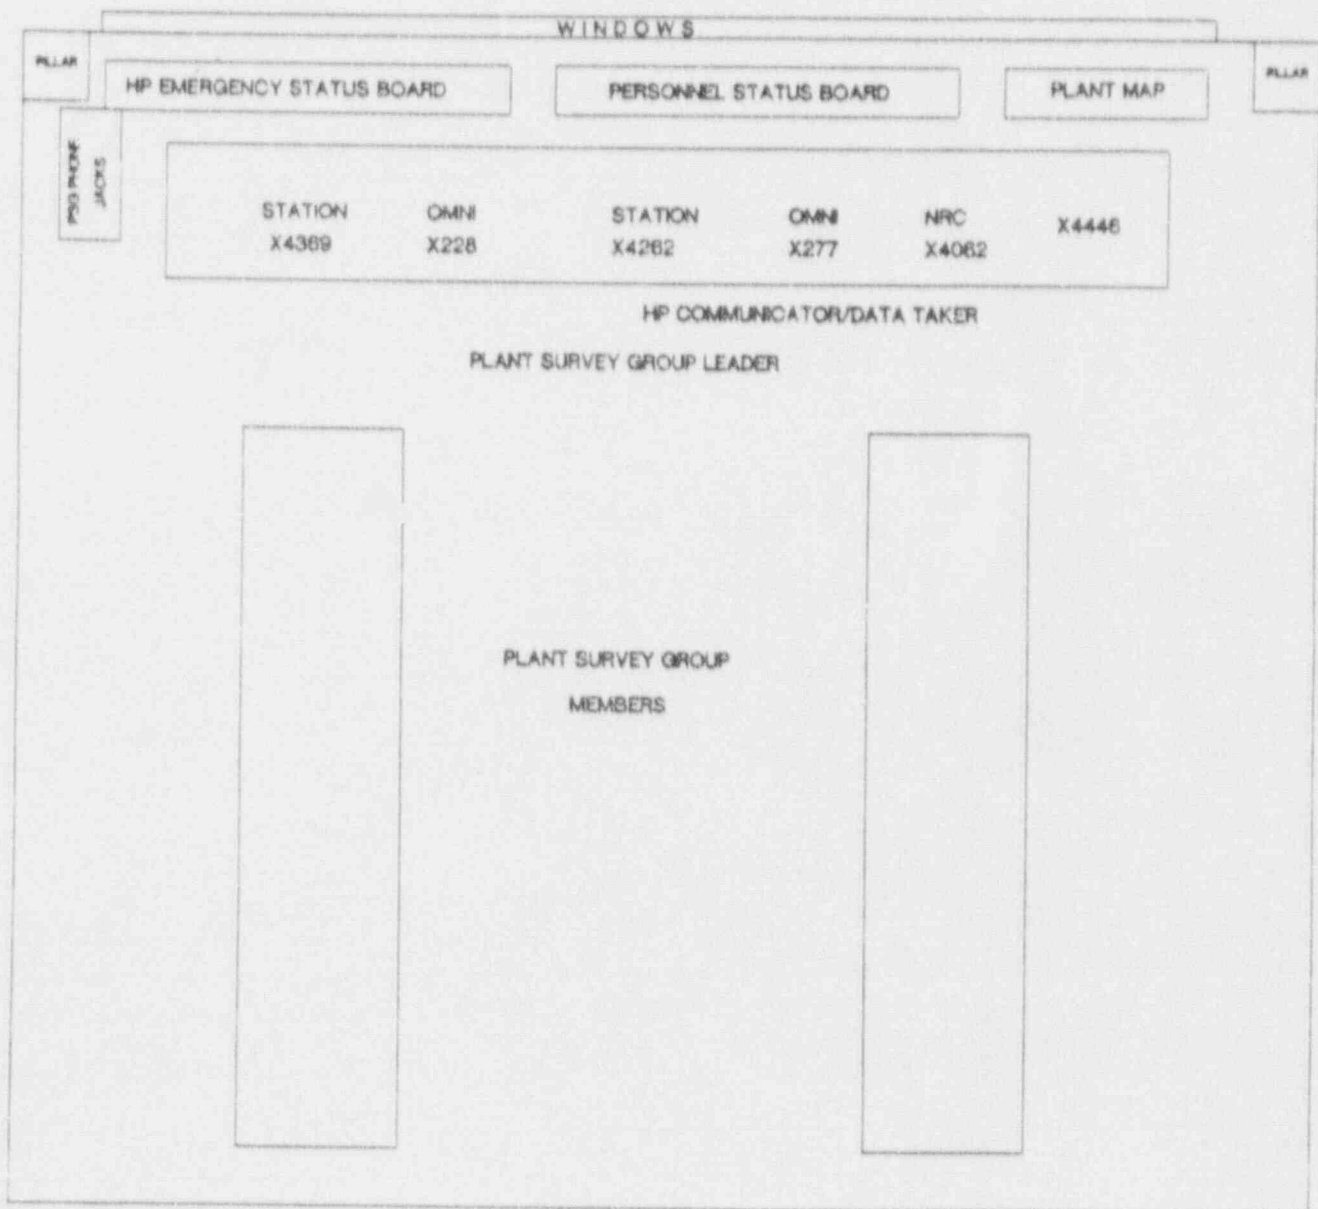 WINDOWS
PILLAR
PILLAR
HP EMERGENCY STATUS BOARD
PERSONNEL STATUS BOARD
PLANT MAP
PSG PHONE
JACKS
STATION OMNI STATION OMNI NRC X4446
X4369 X228 X4262 X277 X4062
HP COMMUNICATOR/DATA TAKER
PLANT SURVEY GROUP LEADER
PLANT SURVEY GROUP
MEMBERS